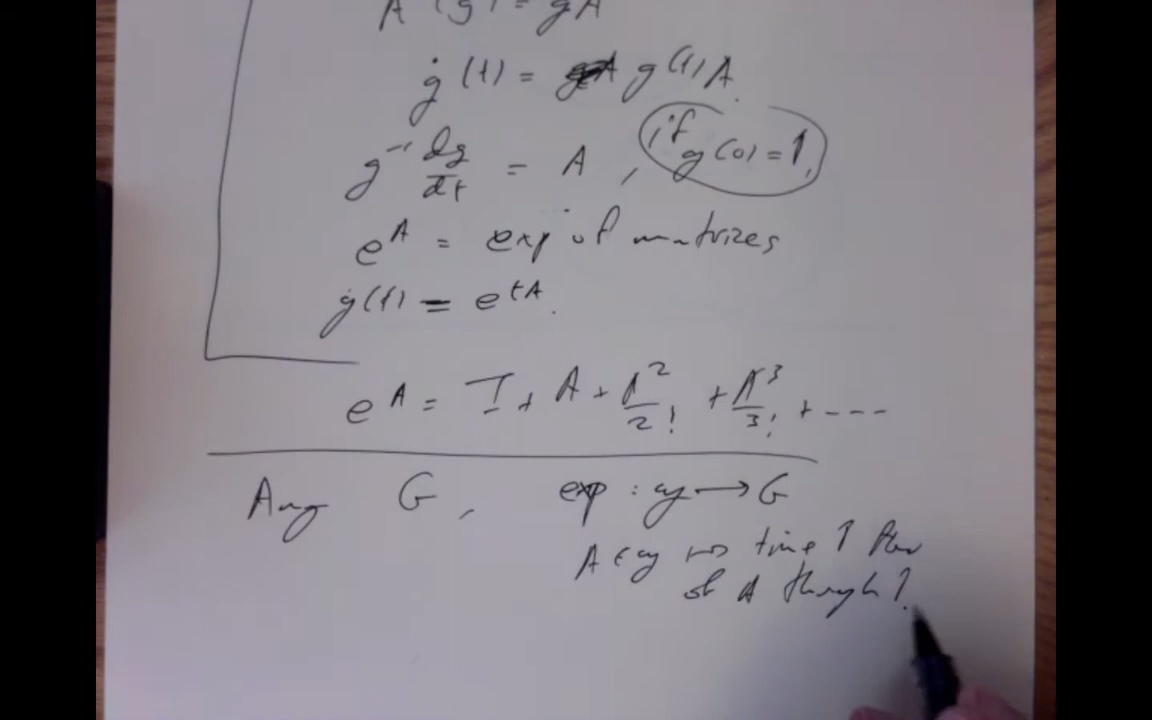 A (g) = gA
ġ(t) = g(t)A.
g⁻¹ dg/dt = A, if g(0) = 1,
e^A = exp of matrizes
g(t) = e^{tA}.
e^A = I + A + A²/2! + A³/3! + ---
Any G, exp : 𝔤 → G
A ∈ 𝔤 ↦ time 1 flow
of A through 1.